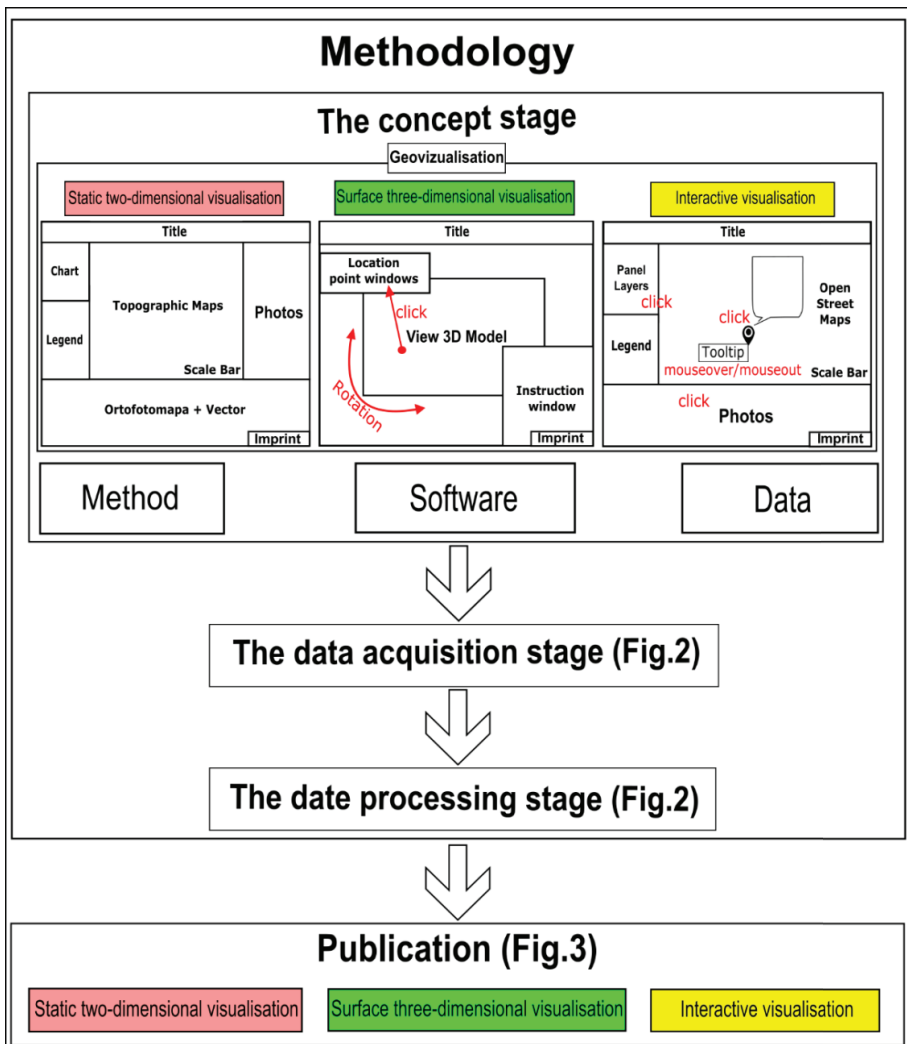 Methodology
The concept stage
Geovizualisation
Static two-dimensional visualisation
Surface three-dimensional visualisation
Interactive visualisation
Title
Chart
Legend
Topographic Maps
Scale Bar
Photos
Ortofotomapa + Vector
Imprint
Title
Location
point windows
click
View 3D Model
Rotation
Instruction
window
Imprint
Title
Panel
Layers
click
Legend
click
Tooltip
mouseover/mouseout
Open
Street
Maps
Scale Bar
click
Photos
Imprint
Method
Software
Data
The data acquisition stage (Fig.2)
The date processing stage (Fig.2)
Publication (Fig.3)
Static two-dimensional visualisation
Surface three-dimensional visualisation
Interactive visualisation